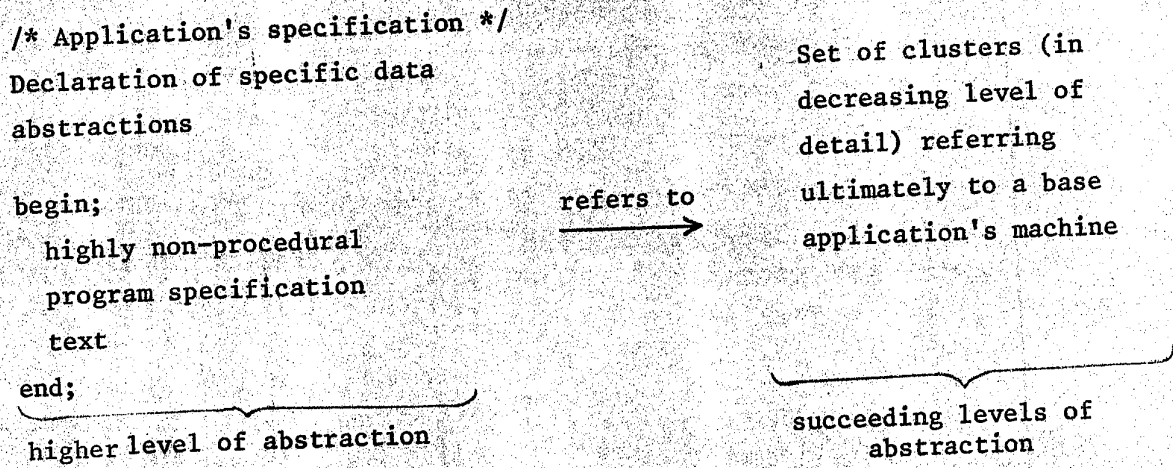 /* Application's specification */
Declaration of specific data
abstractions
begin;
highly non-procedural
program specification
text
end;
higher level of abstraction
refers to
Set of clusters (in
decreasing level of
detail) referring
ultimately to a base
application's machine
succeeding levels of
abstraction